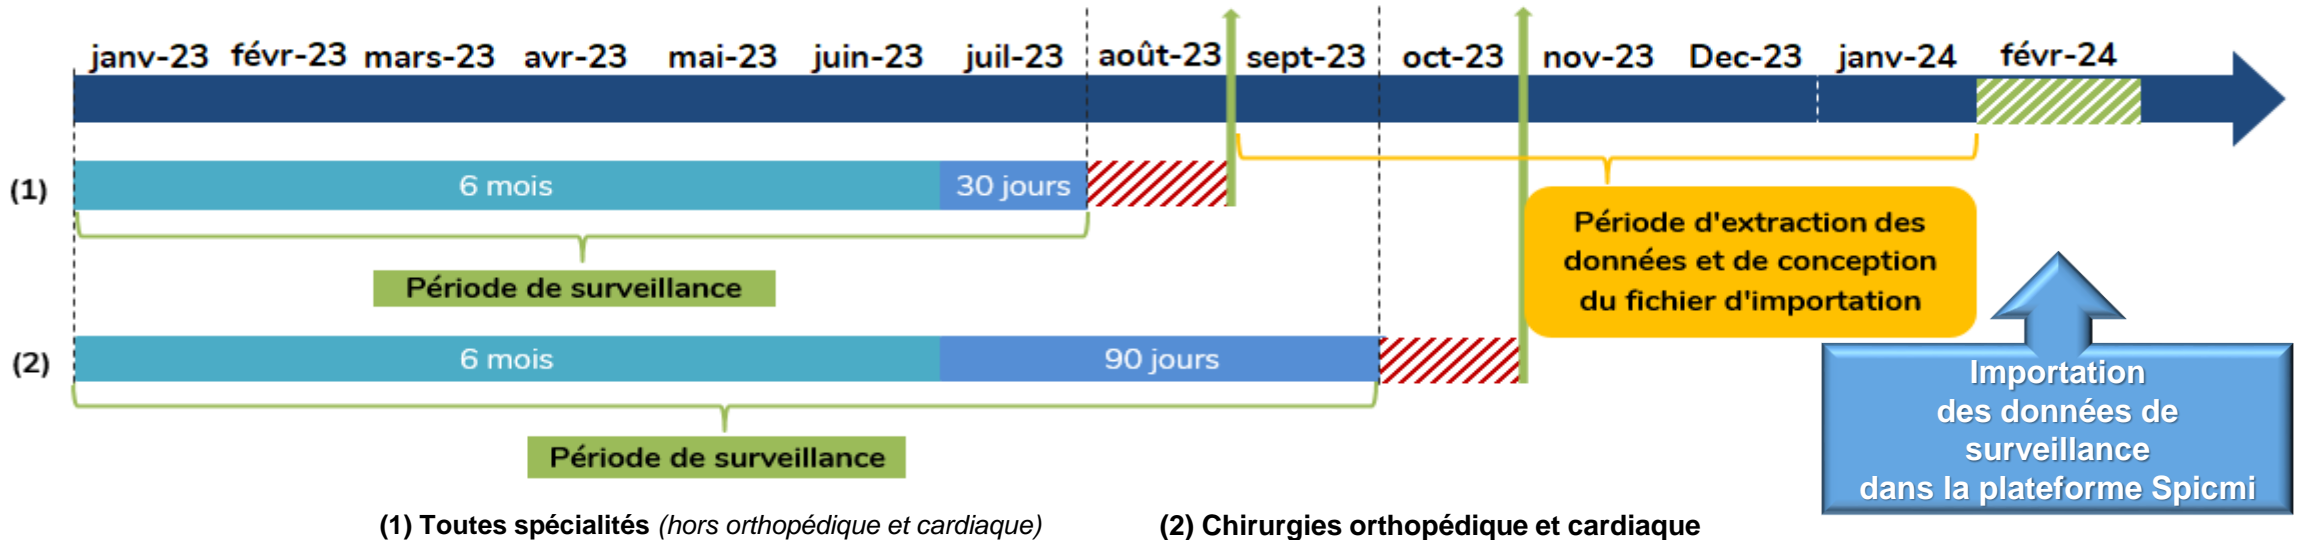 janv-23 févr-23 mars-23 avr-23 mai-23 juin-23 juil-23 août-23 sept-23 oct-23 nov-23 Dec-23 janv-24 févr-24
(1) 6 mois 30 jours
Période d'extraction des
données et de conception
du fichier d'importation
Période de surveillance
(2) 6 mois 90 jours
Importation
des données de
surveillance
dans la plateforme Spicmi
Période de surveillance
(1) Toutes spécialités (hors orthopédique et cardiaque) (2) Chirurgies orthopédique et cardiaque